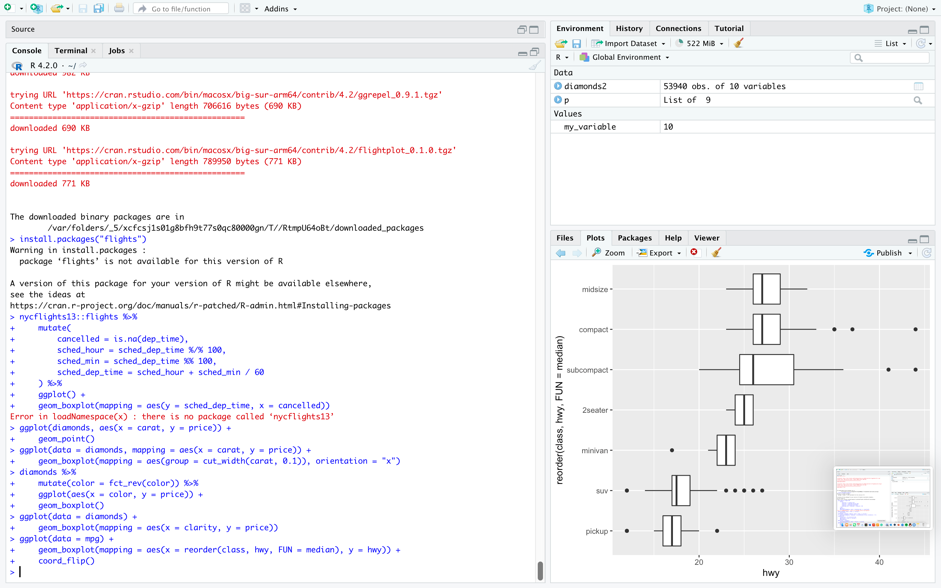 Go to file/function
Addins
Project: (None)
Source
Console
Terminal
Jobs
R 4.2.0 · ~/
downloaded 982 KB
trying URL 'https://cran.rstudio.com/bin/macosx/big-sur-arm64/contrib/4.2/ggrepel_0.9.1.tgz'
Content type 'application/x-gzip' length 706616 bytes (690 KB)
==================================================
downloaded 690 KB
trying URL 'https://cran.rstudio.com/bin/macosx/big-sur-arm64/contrib/4.2/flightplot_0.1.0.tgz'
Content type 'application/x-gzip' length 789950 bytes (771 KB)
==================================================
downloaded 771 KB
The downloaded binary packages are in
/var/folders/_5/xcfcsj1s01g8bfh9t77s0qc80000gn/T//RtmpU64oBt/downloaded_packages
> install.packages("flights")
Warning in install.packages :
package ‘flights’ is not available for this version of R
A version of this package for your version of R might be available elsewhere,
see the ideas at
https://cran.r-project.org/doc/manuals/r-patched/R-admin.html#Installing-packages
> nycflights13::flights %>%
+ mutate(
+ cancelled = is.na(dep_time),
+ sched_hour = sched_dep_time %/% 100,
+ sched_min = sched_dep_time %% 100,
+ sched_dep_time = sched_hour + sched_min / 60
+ ) %>%
+ ggplot() +
+ geom_boxplot(mapping = aes(y = sched_dep_time, x = cancelled))
Error in loadNamespace(x) : there is no package called ‘nycflights13’
> ggplot(diamonds, aes(x = carat, y = price)) +
+ geom_point()
> ggplot(data = diamonds, mapping = aes(x = carat, y = price)) +
+ geom_boxplot(mapping = aes(group = cut_width(carat, 0.1)), orientation = "x")
> diamonds %>%
+ mutate(color = fct_rev(color)) %>%
+ ggplot(aes(x = color, y = price)) +
+ geom_boxplot()
> ggplot(data = diamonds) +
+ geom_boxplot(mapping = aes(x = clarity, y = price))
> ggplot(data = mpg) +
+ geom_boxplot(mapping = aes(x = reorder(class, hwy, FUN = median), y = hwy)) +
+ coord_flip()
>
Environment
History
Connections
Tutorial
Import Dataset
522 MiB
List
R
Global Environment
Data
diamonds2 53940 obs. of 10 variables
p List of 9
Values
my_variable 10
Files
Plots
Packages
Help
Viewer
Zoom
Export
Publish
reorder(class, hwy, FUN = median)
midsize
compact
subcompact
2seater
minivan
suv
pickup
20 30 40
hwy